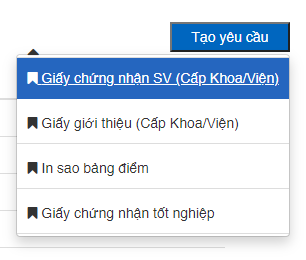 Tạo yêu cầu
Giấy chứng nhận SV (Cấp Khoa/Viện)
Giấy giới thiệu (Cấp Khoa/Viện)
In sao bảng điểm
Giấy chứng nhận tốt nghiệp